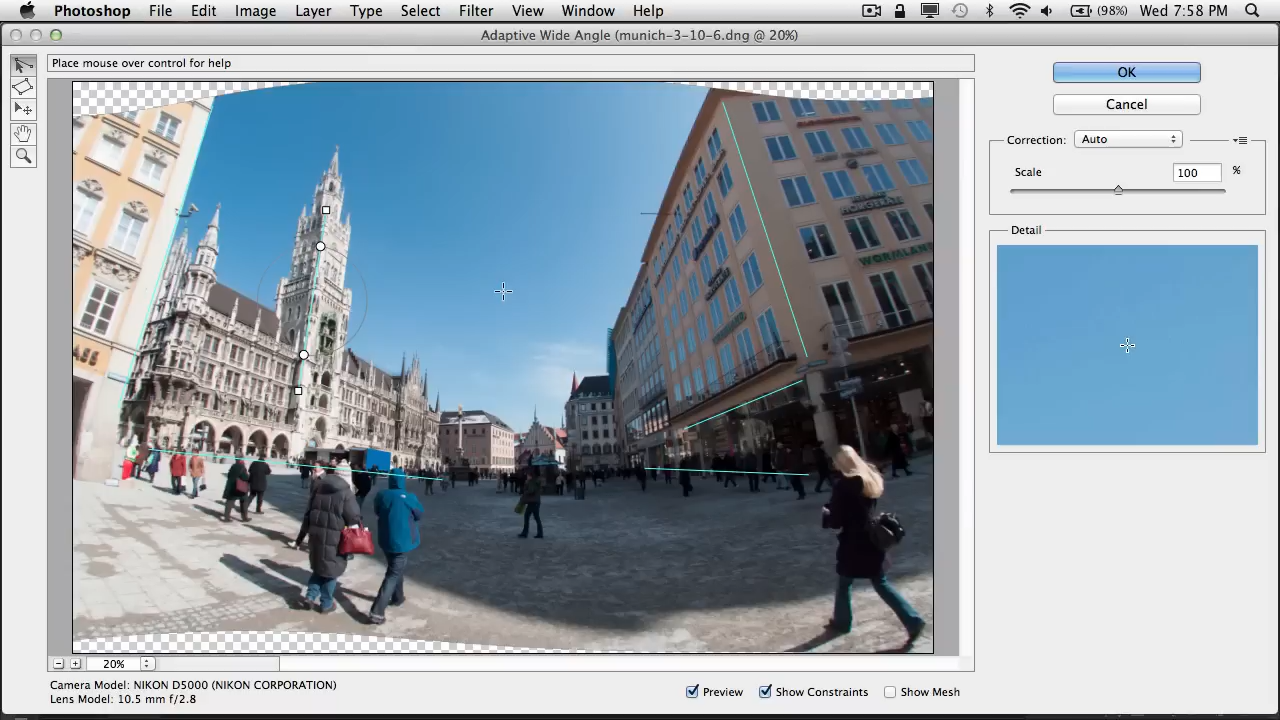 Photoshop File Edit Image Layer Type Select Filter View Window Help (98%) Wed 7:58 PM
Adaptive Wide Angle (munich-3-10-6.dng @ 20%)
Place mouse over control for help
OK
Cancel
Correction: Auto
Scale 100 %
Detail
WORMLAND
ASS
20%
Camera Model: NIKON D5000 (NIKON CORPORATION)
Lens Model: 10.5 mm f/2.8
Preview Show Constraints Show Mesh